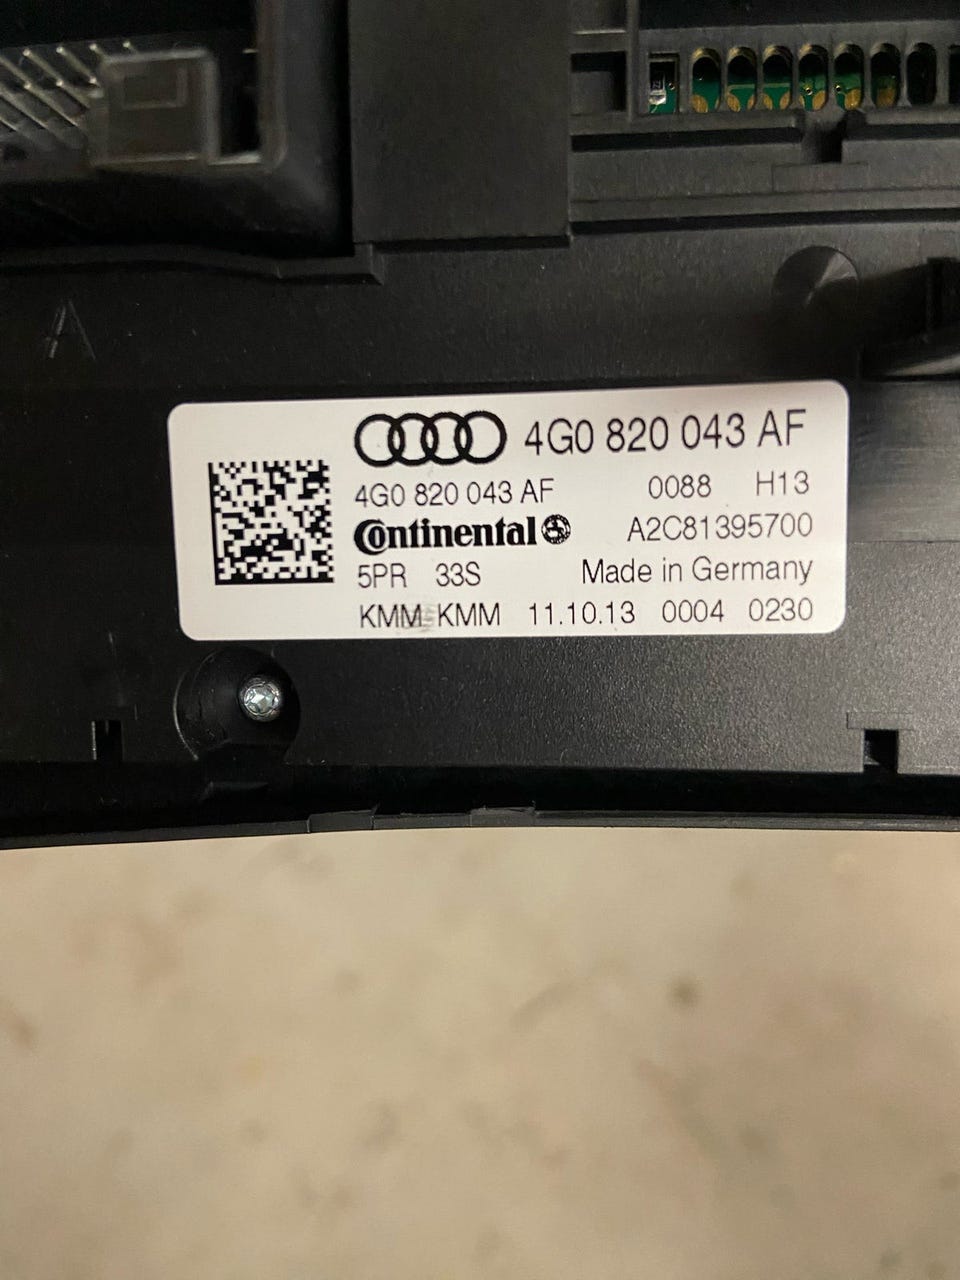 4G0 820 043 AF
4G0 820 043 AF 0088 H13
Continental A2C81395700
5PR 33S Made in Germany
KMM KMM 11.10.13 0004 0230